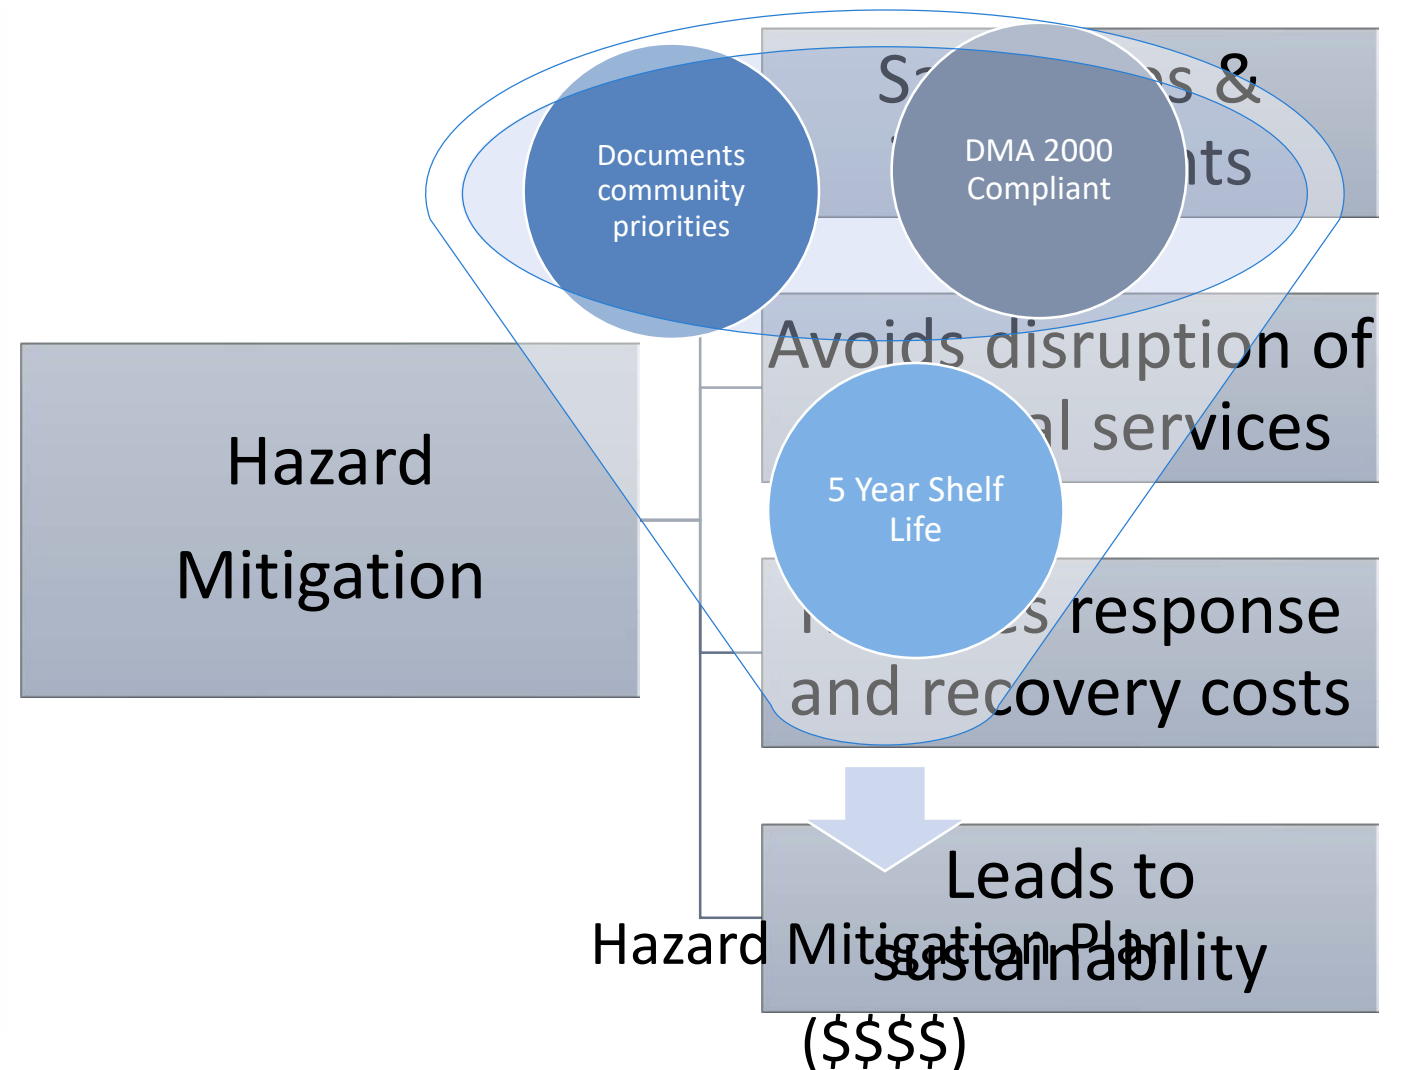 &
Documents
community
priorities
DMA 2000
Compliant
Hazard
Mitigation
Avoids disruption of
services
5 Year Shelf
Life
response
and recovery costs
Leads to
sustainability
Hazard Mitigation Plan
($$$$)